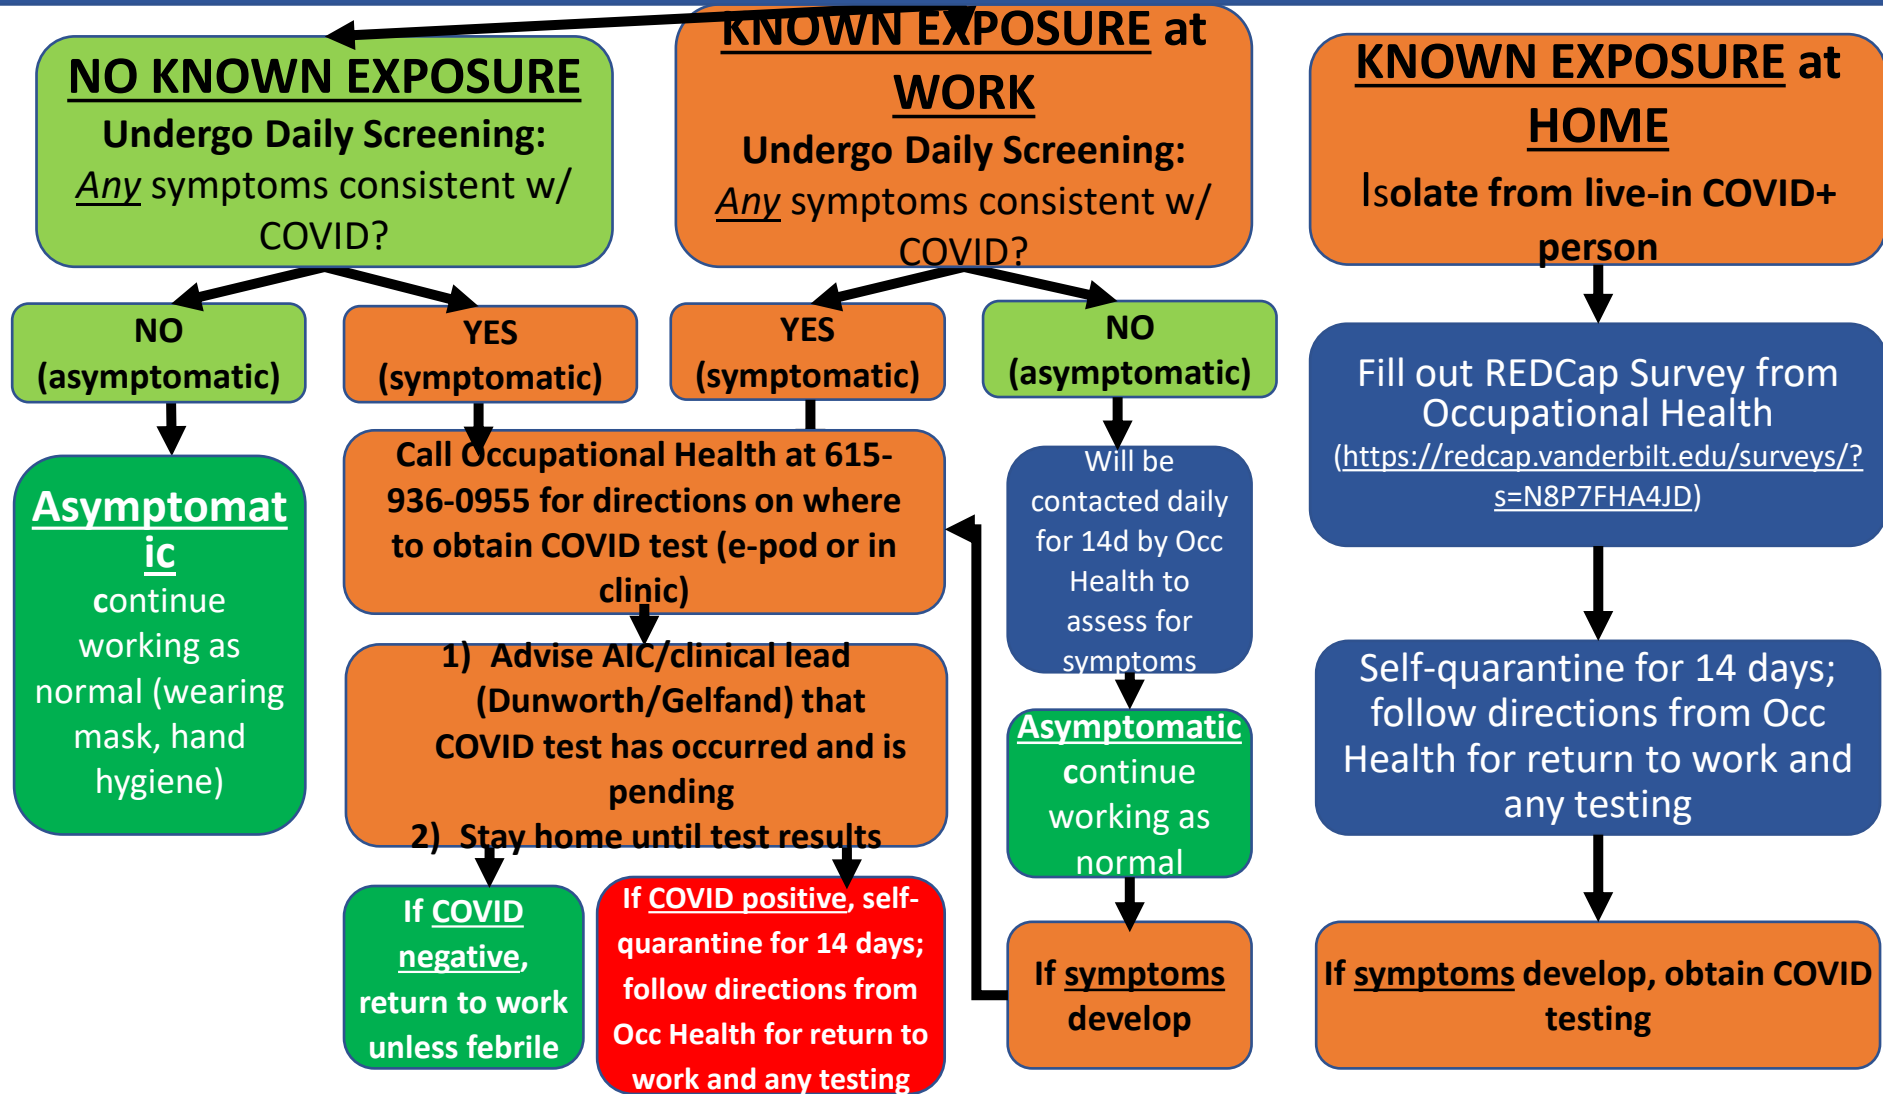 NO KNOWN EXPOSURE
Undergo Daily Screening:
Any symptoms consistent w/
COVID?
KNOWN EXPOSURE at
WORK
Undergo Daily Screening:
Any symptoms consistent w/
COVID?
KNOWN EXPOSURE at
HOME
Isolate from live-in COVID+
person
NO
(asymptomatic)
YES
(symptomatic)
YES
(symptomatic)
NO
(asymptomatic)
Asymptomat
ic
continue
working as
normal (wearing
mask, hand
hygiene)
Call Occupational Health at 615-
936-0955 for directions on where
to obtain COVID test (e-pod or in
clinic)
1) Advise AIC/clinical lead
(Dunworth/Gelfand) that
COVID test has occurred and is
pending
2) Stay home until test results
If COVID
negative,
return to work
unless febrile
If COVID positive, self-
quarantine for 14 days;
follow directions from
Occ Health for return to
work and any testing
Will be
contacted daily
for 14d by Occ
Health to
assess for
symptoms
Asymptomatic
continue
working as
normal
If symptoms
develop
Fill out REDCap Survey from
Occupational Health
(https://redcap.vanderbilt.edu/surveys/?
s=N8P7FHA4JD)
Self-quarantine for 14 days;
follow directions from Occ
Health for return to work and
any testing
If symptoms develop, obtain COVID
testing